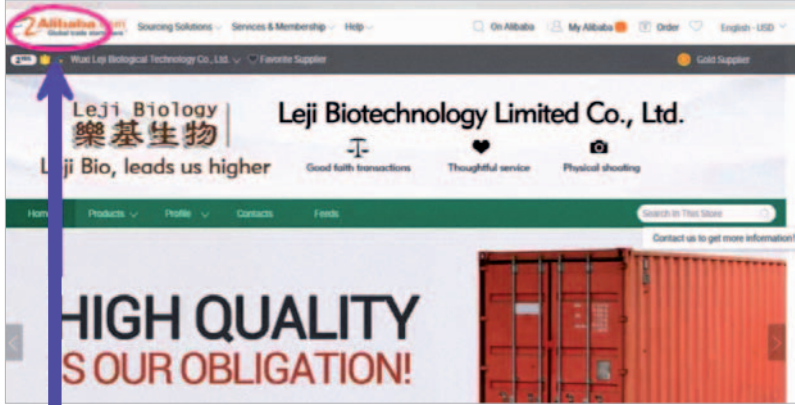 Alibaba.com Sourcing Solutions Services & Membership Help On Alibaba My Alibaba Order English - USD
Global trade starts here.
Wuxi Leji Biological Technology Co., Ltd. Favorite Supplier Gold Supplier
Leji Biology
樂基生物
Leji Biotechnology Limited Co., Ltd.
L ji Bio, leads us higher
Good faith transactions Thoughtful service Physical shooting
Hom Products Profile Contacts Feeds Search In This Store
Contact us to get more information!
HIGH QUALITY
S OUR OBLIGATION!